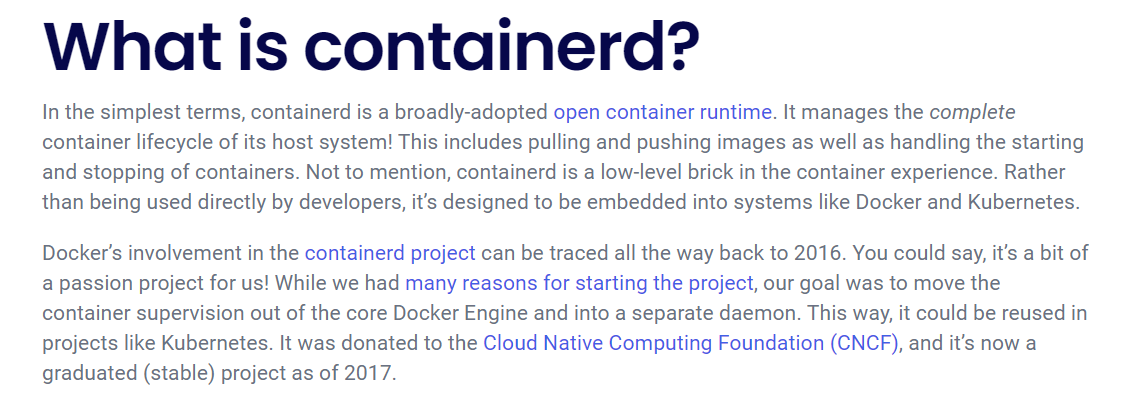 What is containerd?
In the simplest terms, containerd is a broadly-adopted open container runtime. It manages the complete
container lifecycle of its host system! This includes pulling and pushing images as well as handling the starting
and stopping of containers. Not to mention, containerd is a low-level brick in the container experience. Rather
than being used directly by developers, it’s designed to be embedded into systems like Docker and Kubernetes.
Docker’s involvement in the containerd project can be traced all the way back to 2016. You could say, it’s a bit of
a passion project for us! While we had many reasons for starting the project, our goal was to move the
container supervision out of the core Docker Engine and into a separate daemon. This way, it could be reused in
projects like Kubernetes. It was donated to the Cloud Native Computing Foundation (CNCF), and it’s now a
graduated (stable) project as of 2017.